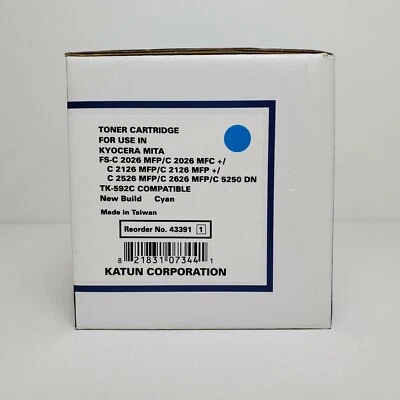 TONER CARTRIDGE
FOR USE IN
KYOCERA MITA
FS-C 2026 MFP/C 2026 MFC +/
C 2126 MFP/C 2126 MFP +/
C 2526 MFP/C 2626 MFP/C 5250 DN
TK-592C COMPATIBLE
New Build Cyan
Made in Taiwan
Reorder No. 43391 1
8 21831 07344 1
KATUN CORPORATION